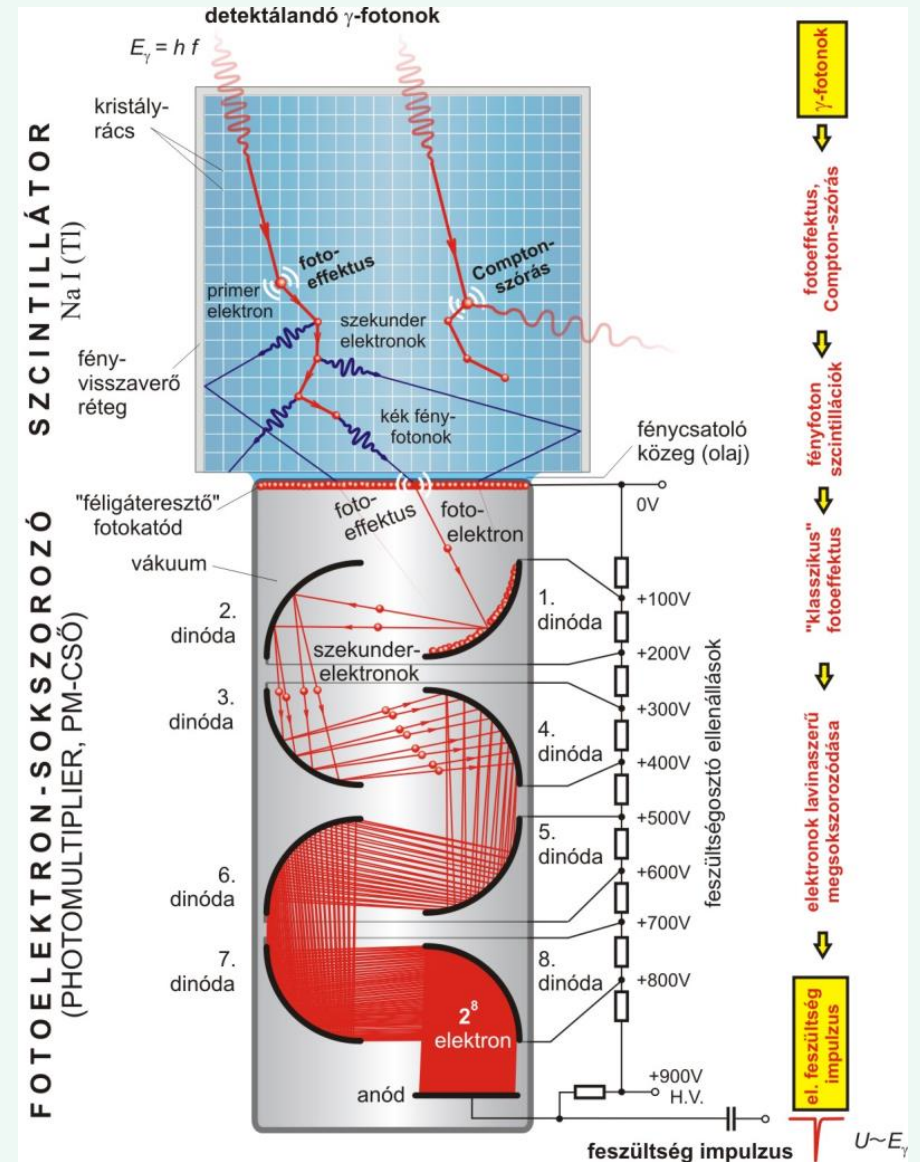 detektálandó γ-fotonok
Eγ = h f
kristály-
rács
SZCINTILLÁTOR
Na I (Tl)
foto-
effektus
primer
elektron
Compton-
szórás
szekunder
elektronok
fény-
visszaverő
réteg
kék fény-
fotonok
fénycsatoló
közeg (olaj)
FOTOELEKTRON-SOKSZOROZÓ
(PHOTOMULTIPLIER, PM-CSŐ)
"féligáteresztő"
fotokatód
foto-
effektus
foto-
elektron
0V
vákuum
1.
dinóda
+100V
2.
dinóda
+200V
szekunder-
elektronok
3.
dinóda
+300V
4.
dinóda
+400V
feszültségosztó ellenállások
+500V
5.
dinóda
6.
dinóda
+600V
+700V
7.
dinóda
8.
dinóda
+800V
2⁸
elektron
anód
+900V
H.V.
feszültség impulzus
γ-fotonok
fotoeffektus,
Compton-szórás
fényfoton
szcintillációk
"klasszikus"
fotoeffektus
elektronok lavinaszerű
megsokszorozódása
el. feszültség
impulzus
U~Eγ